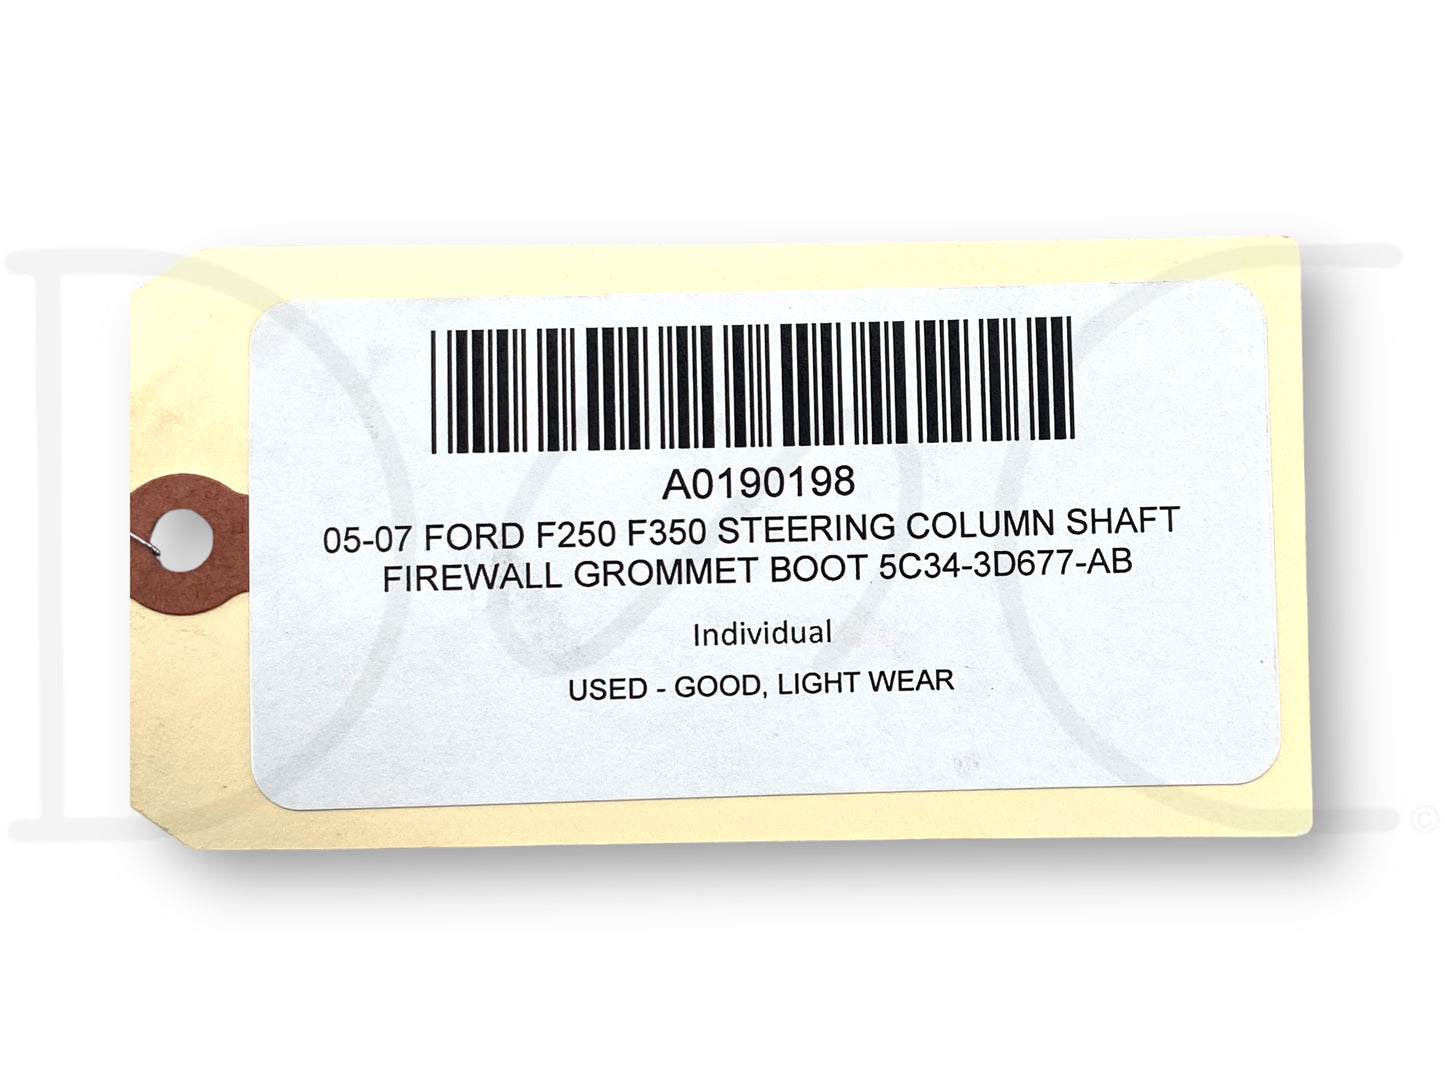 A0190198
05-07 FORD F250 F350 STEERING COLUMN SHAFT
FIREWALL GROMMET BOOT 5C34-3D677-AB
Individual
USED - GOOD, LIGHT WEAR
D&C
©